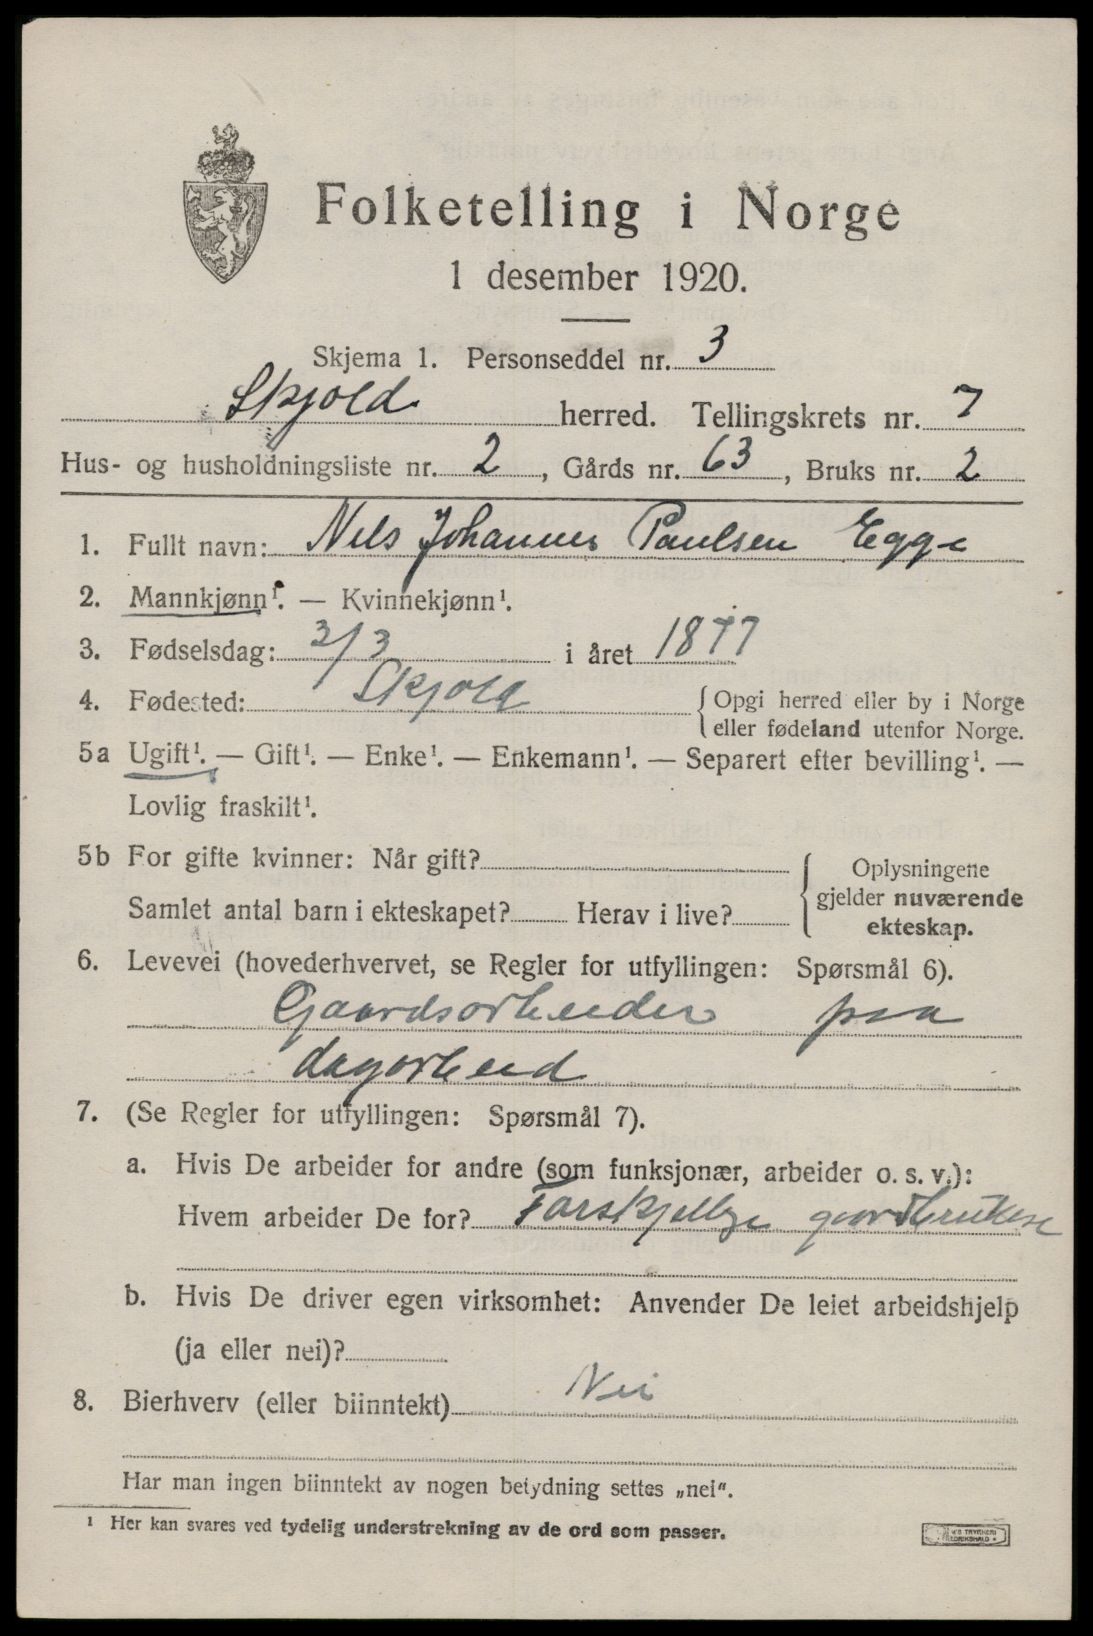 Folketelling i Norge
1 desember 1920.
Skjema 1. Personseddel nr. 3
Skjold herred. Tellingskrets nr. 7
Hus- og husholdningsliste nr. 2, Gårds nr. 63, Bruks nr. 2
1. Fullt navn: Nils Johannes Paulsen Egge
2. Mannkjønn¹. — Kvinnekjønn¹.
3. Fødselsdag: 3/3 i året 1877
4. Fødested: Skjold {Opgi herred eller by i Norge
eller fødeland utenfor Norge.
5a Ugift¹. — Gift¹. — Enke¹. — Enkemann¹. — Separert efter bevilling¹. —
Lovlig fraskilt¹.
5b For gifte kvinner: Når gift?
Samlet antal barn i ekteskapet? Herav i live?
{Oplysningene
gjelder nuværende
ekteskap.
6. Levevei (hovederhvervet, se Regler for utfyllingen: Spørsmål 6).
Gaardsarbeider paa
dagarbeid
7. (Se Regler for utfyllingen: Spørsmål 7).
a. Hvis De arbeider for andre (som funksjonær, arbeider o. s. v.):
Hvem arbeider De for? Forskjellige gaardbrukere
b. Hvis De driver egen virksomhet: Anvender De leiet arbeidshjelp
(ja eller nei)?
8. Bierhverv (eller biinntekt) Nei
Har man ingen biinntekt av nogen betydning settes „nei".
¹ Her kan svares ved tydelig understrekning av de ord som passer.